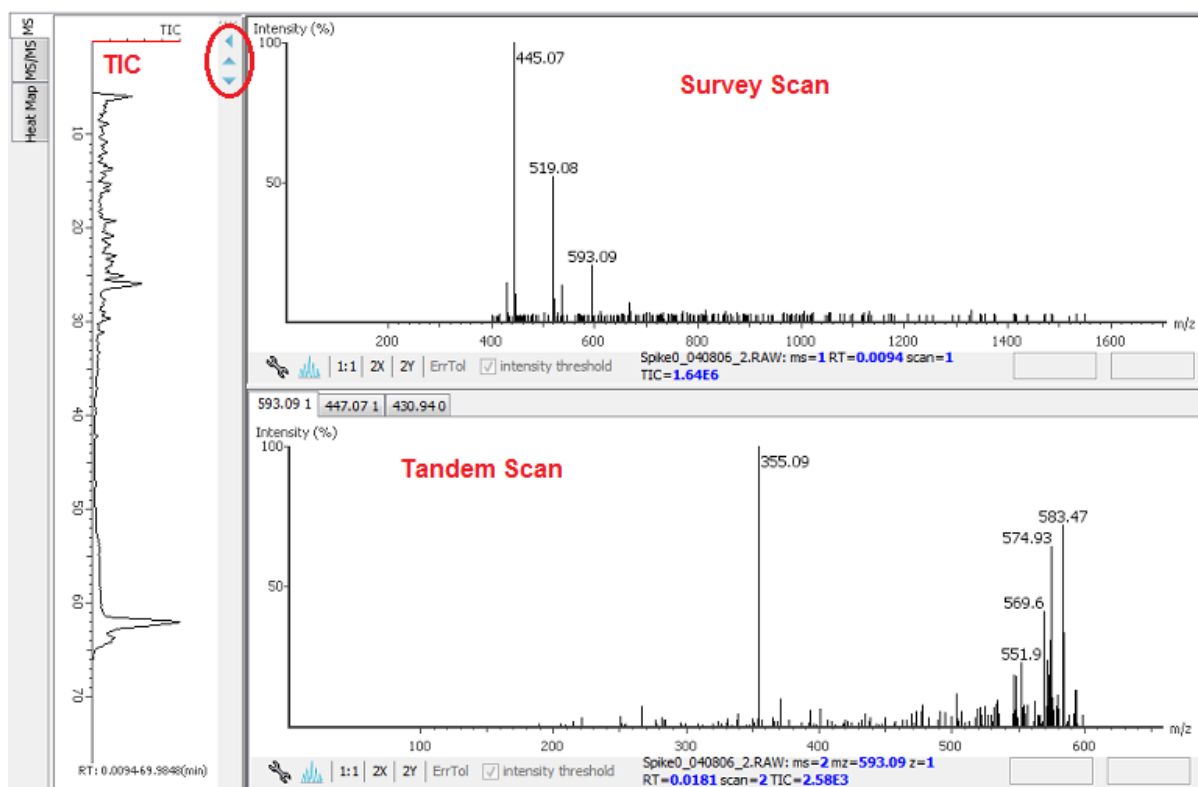 MS
MS/MS
Heat Map
TIC
TIC
10
20
30
40
50
60
70
RT: 0.0094-69.9848(min)
Intensity (%)
100
445.07
Survey Scan
519.08
50
593.09
200
400
600
800
1000
1200
1400
1600
m/z
1:1
2X
2Y
ErrTol
intensity threshold
Spike0_040806_2.RAW: ms=1 RT=0.0094 scan=1
TIC=1.64E6
593.09 1
447.07 1
430.94 0
Intensity (%)
100
355.09
Tandem Scan
583.47
574.93
50
569.6
551.9
100
200
300
400
500
600
m/z
1:1
2X
2Y
ErrTol
intensity threshold
Spike0_040806_2.RAW: ms=2 mz=593.09 z=1
RT=0.0181 scan=2 TIC=2.58E3